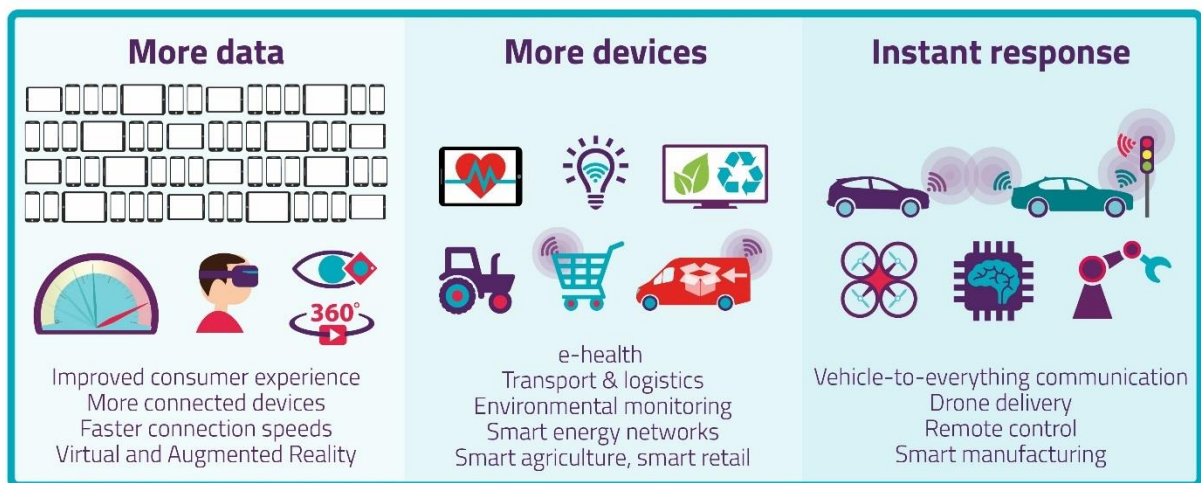 More data
360°
Improved consumer experience
More connected devices
Faster connection speeds
Virtual and Augmented Reality
More devices
e-health
Transport & logistics
Environmental monitoring
Smart energy networks
Smart agriculture, smart retail
Instant response
Vehicle-to-everything communication
Drone delivery
Remote control
Smart manufacturing